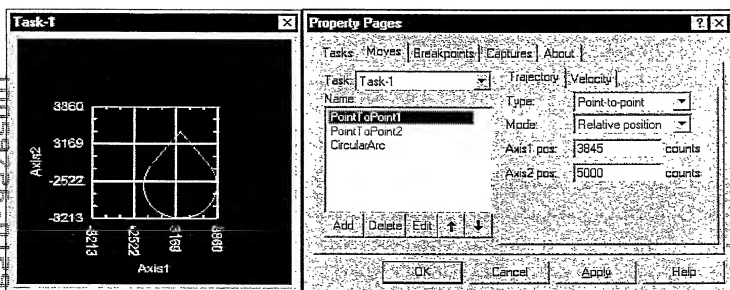 Task-1
3360
3169
-2522
-3213
Axis2
-3213
-2522
3169
3860
Axis1
Property Pages
Tasks Moves Breakpoints Captures About
Task: Task-1
Name:
PointToPoint1
PointToPoint2
CircularArc
Add Delete Edit
Trajectory Velocity
Type: Point-to-point
Mode: Relative position
Axis1 pos: 3845 counts
Axis2 pos: 5000 counts
OK Cancel Apply Help